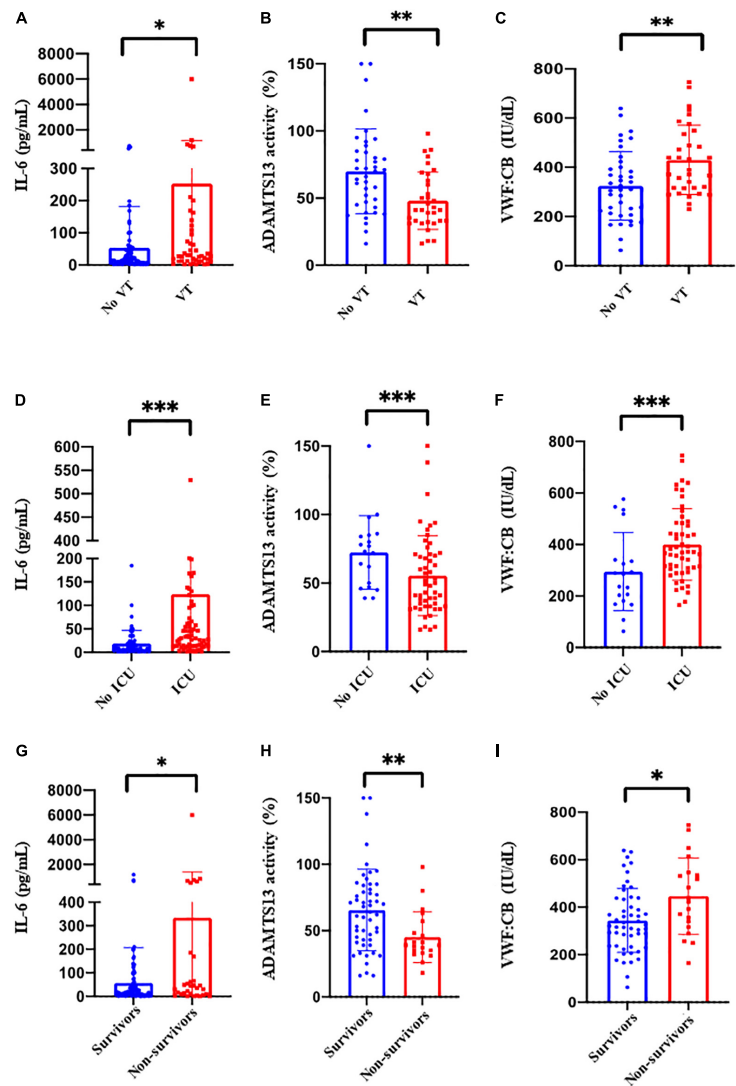 A
*
IL-6 (pg/mL)
8000
6000
4000
2000
300
200
100
0
No VT
VT
B
**
ADAMTS13 activity (%)
150
100
50
0
No VT
VT
C
**
VWF:CB (IU/dL)
800
600
400
200
0
No VT
VT
D
***
IL-6 (pg/mL)
600
550
500
450
400
200
150
100
50
0
No ICU
ICU
E
***
ADAMTS13 activity (%)
150
100
50
0
No ICU
ICU
F
***
VWF:CB (IU/dL)
800
600
400
200
0
No ICU
ICU
G
*
IL-6 (pg/mL)
8000
6000
4000
2000
400
300
200
100
0
Survivors
Non-survivors
H
**
ADAMTS13 activity (%)
150
100
50
0
Survivors
Non-survivors
I
*
VWF:CB (IU/dL)
800
600
400
200
0
Survivors
Non-survivors